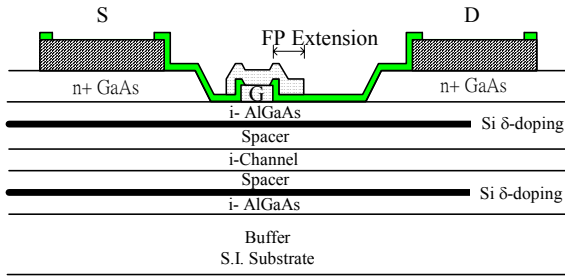 S D
FP Extension
G
n+ GaAs n+ GaAs
i- AlGaAs
Si δ-doping
Spacer
i-Channel
Spacer
Si δ-doping
i- AlGaAs
Buffer
S.I. Substrate